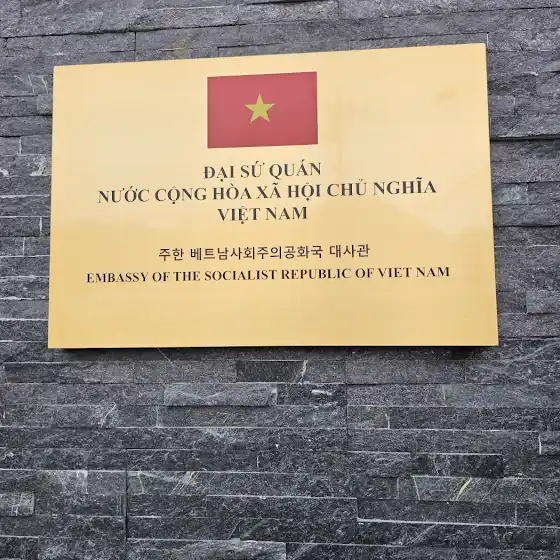 ĐẠI SỨ QUÁN
NƯỚC CỘNG HÒA XÃ HỘI CHỦ NGHĨA
VIỆT NAM
주한 베트남사회주의공화국 대사관
EMBASSY OF THE SOCIALIST REPUBLIC OF VIET NAM